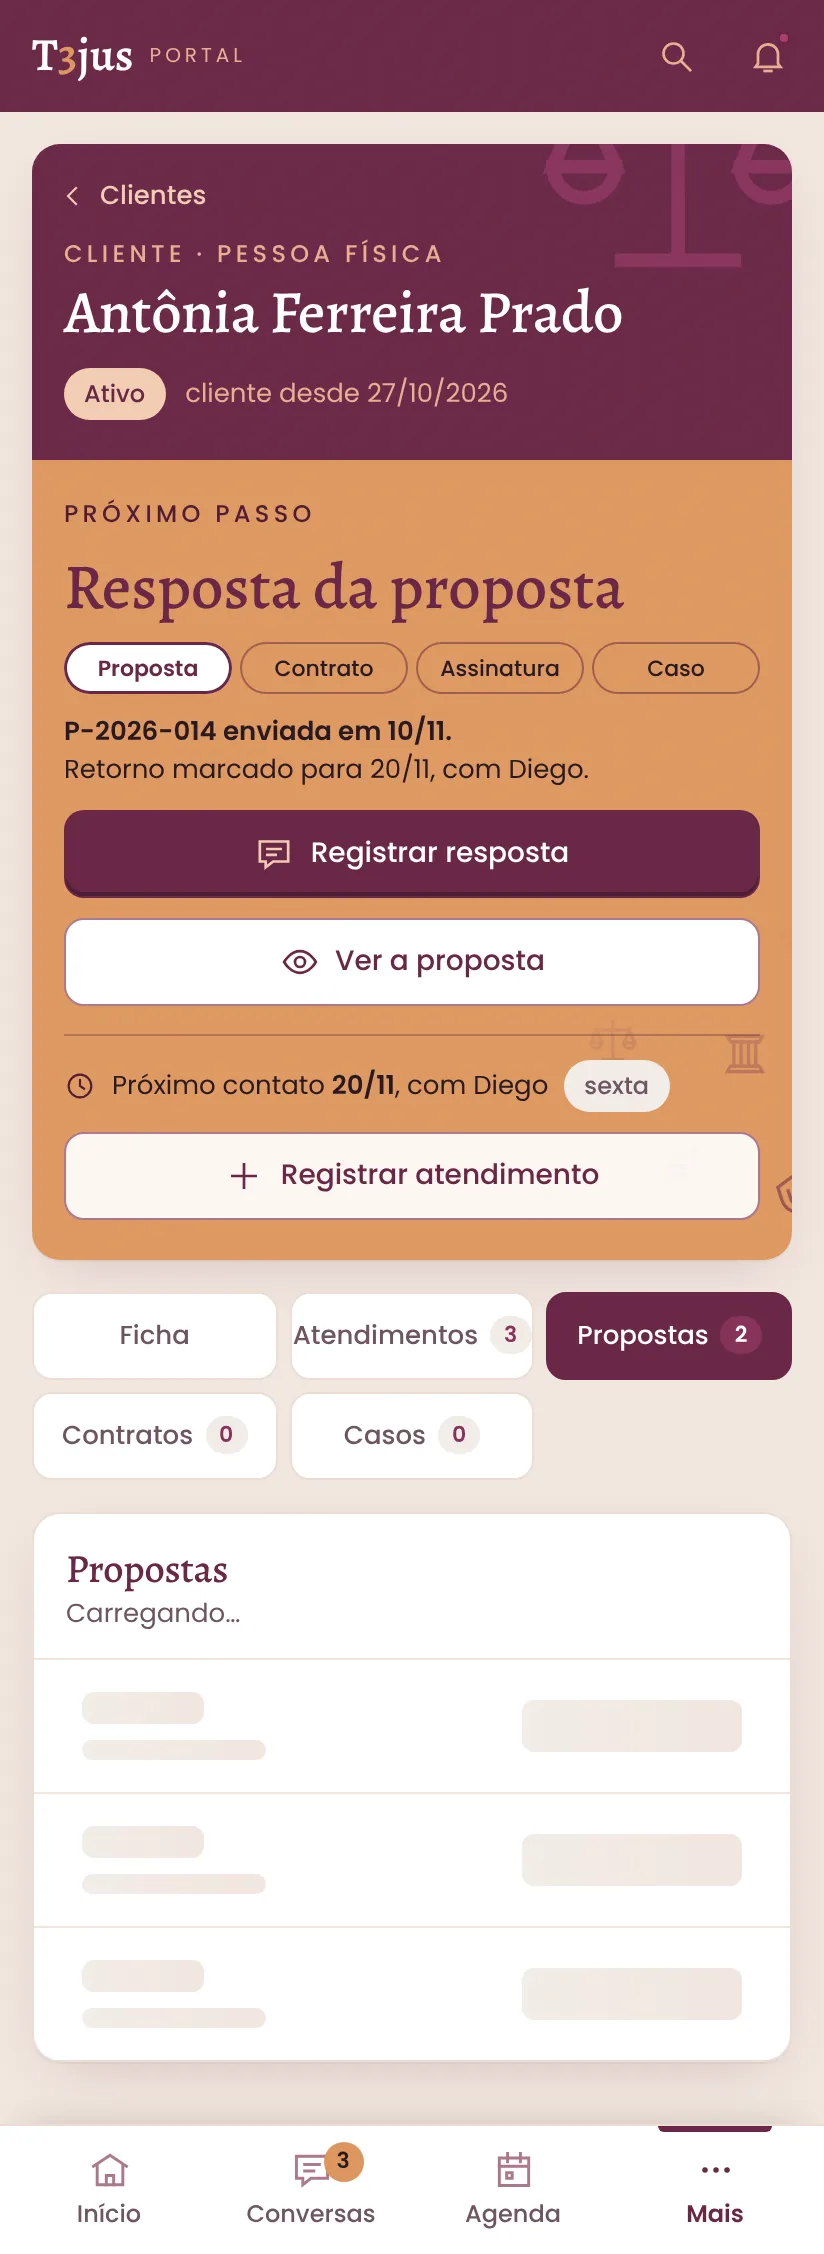 T3jus PORTAL
Clientes
CLIENTE · PESSOA FÍSICA
Antônia Ferreira Prado
Ativo cliente desde 27/10/2026
PRÓXIMO PASSO
Resposta da proposta
Proposta Contrato Assinatura Caso
P-2026-014 enviada em 10/11.
Retorno marcado para 20/11, com Diego.
Registrar resposta
Ver a proposta
Próximo contato 20/11, com Diego sexta
Registrar atendimento
Ficha Atendimentos 3 Propostas 2
Contratos 0 Casos 0
Propostas
Carregando...
3
Início Conversas Agenda Mais